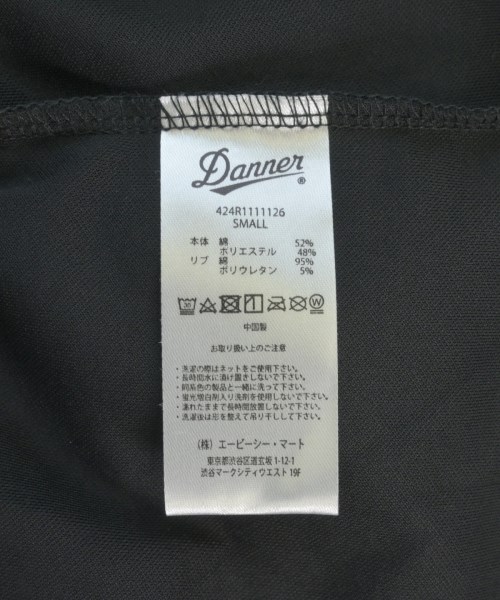 Danner®
424R1111126
SMALL
本体 綿 52%
ポリエステル 48%
リブ 綿 95%
ポリウレタン 5%
30
中国製
お取り扱い上のご注意
・洗濯の際はネットをご使用下さい。
・長時間水に漬け置きしないで下さい。
・同系色の製品と一緒に洗って下さい。
・蛍光増白剤入り洗剤を使用しないで下さい。
・濡れたままで長時間放置しないで下さい。
・洗濯後は形を整えて吊り干しして下さい。
(株) エービーシー・マート
東京都渋谷区道玄坂 1-12-1
渋谷マークシティウエスト 19F